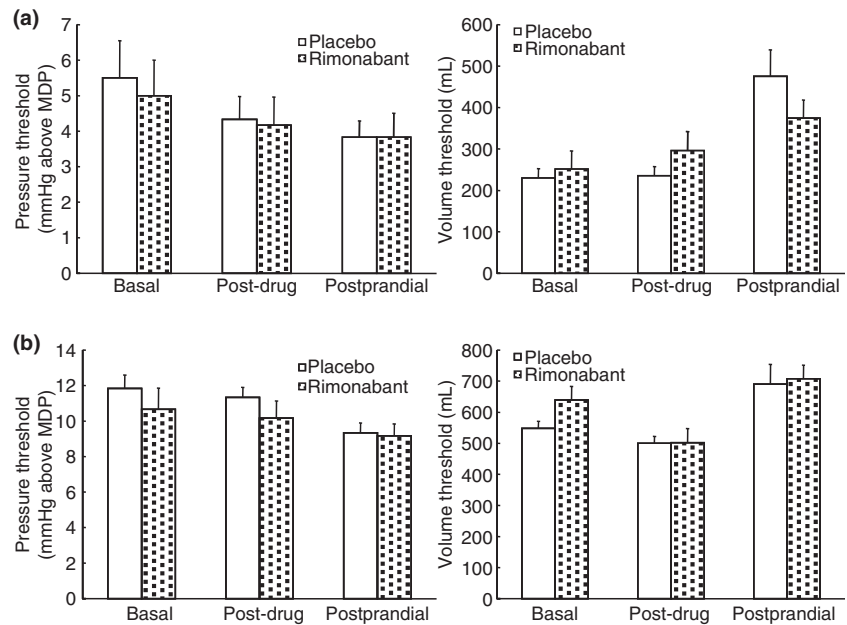 (a)
Pressure threshold
(mmHg above MDP)
7
6
5
4
3
2
1
0
Placebo
Rimonabant
Basal Post-drug Postprandial
Volume threshold (mL)
600
500
400
300
200
100
0
Placebo
Rimonabant
Basal Post-drug Postprandial
(b)
Pressure threshold
(mmHg above MDP)
14
12
10
8
6
4
2
0
Placebo
Rimonabant
Basal Post-drug Postprandial
Volume threshold (mL)
800
700
600
500
400
300
200
100
0
Placebo
Rimonabant
Basal Post-drug Postprandial